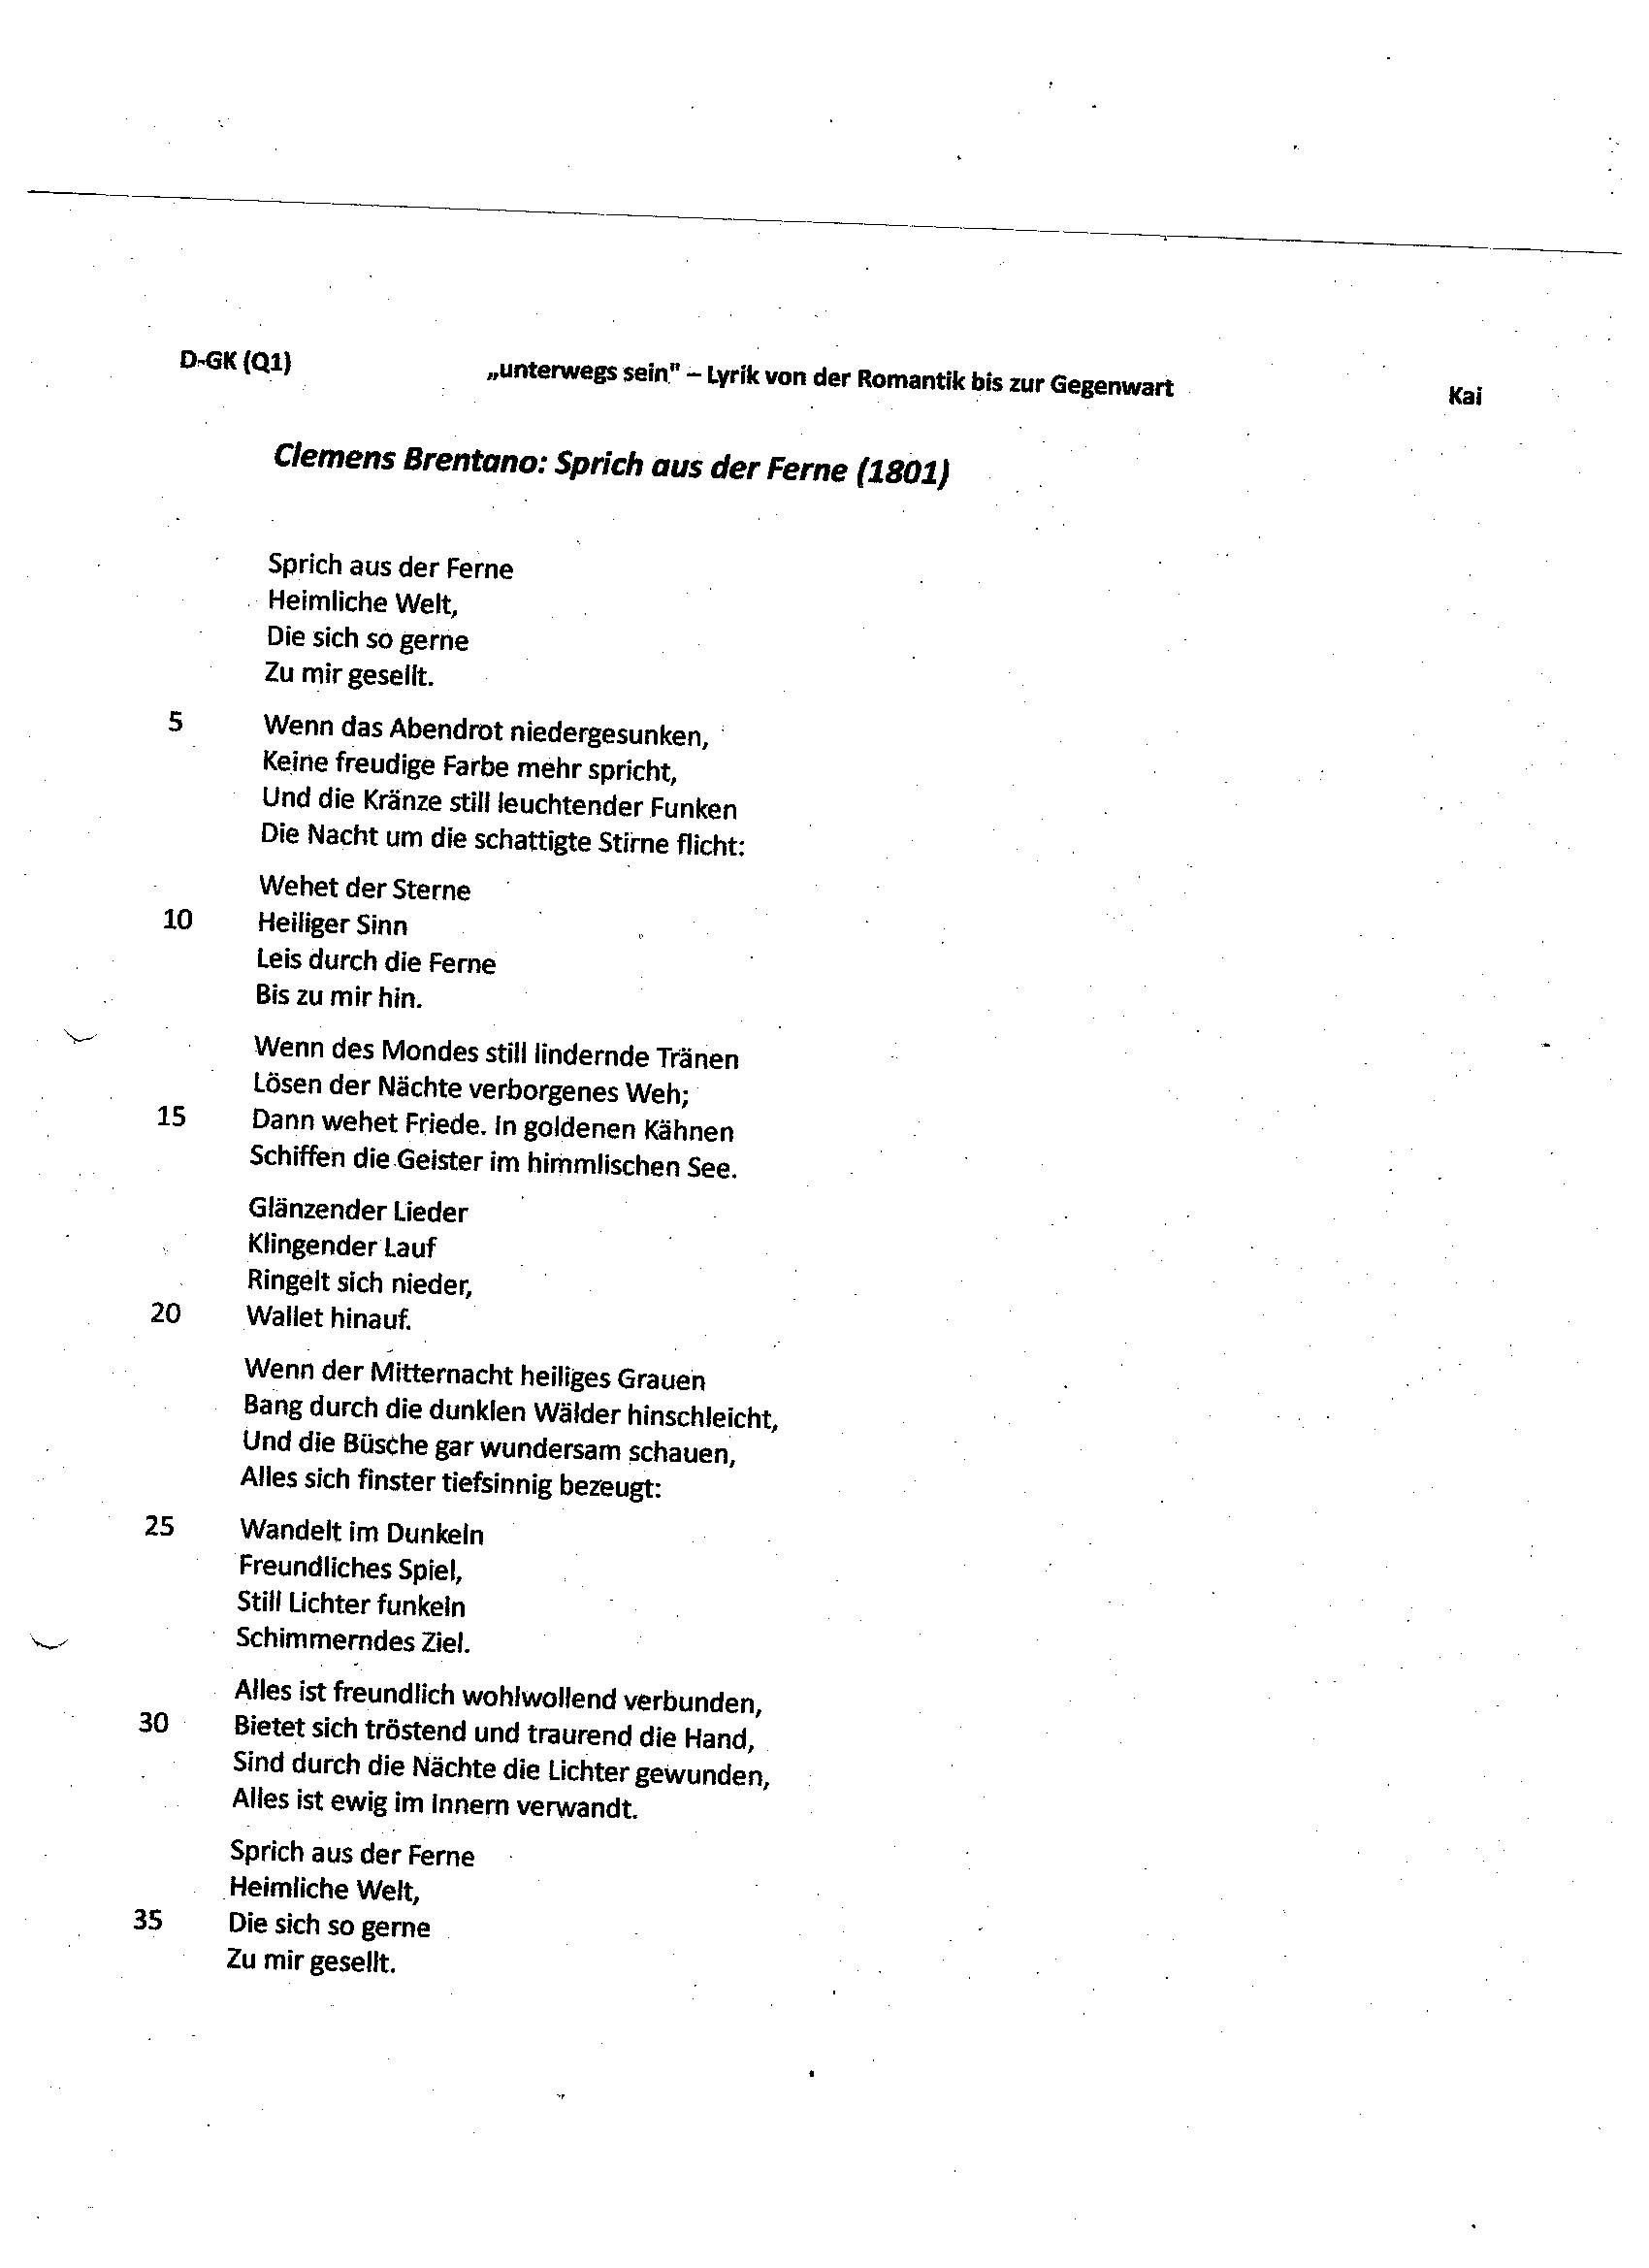 D-GK (Q1)
„unterwegs sein" – Lyrik von der Romantik bis zur Gegenwart
Kai
Clemens Brentano: Sprich aus der Ferne (1801)
Sprich aus der Ferne
Heimliche Welt,
Die sich so gerne
Zu mir gesellt.
5 Wenn das Abendrot niedergesunken,
Keine freudige Farbe mehr spricht,
Und die Kränze still leuchtender Funken
Die Nacht um die schattigte Stirne flicht:
Wehet der Sterne
10 Heiliger Sinn
Leis durch die Ferne
Bis zu mir hin.
Wenn des Mondes still lindernde Tränen
Lösen der Nächte verborgenes Weh;
15 Dann wehet Friede. In goldenen Kähnen
Schiffen die Geister im himmlischen See.
Glänzender Lieder
Klingender Lauf
Ringelt sich nieder,
20 Wallet hinauf.
Wenn der Mitternacht heiliges Grauen
Bang durch die dunklen Wälder hinschleicht,
Und die Büsche gar wundersam schauen,
Alles sich finster tiefsinnig bezeugt:
25 Wandelt im Dunkeln
Freundliches Spiel,
Still Lichter funkeln
Schimmerndes Ziel.
Alles ist freundlich wohlwollend verbunden,
30 Bietet sich tröstend und traurend die Hand,
Sind durch die Nächte die Lichter gewunden,
Alles ist ewig im Innern verwandt.
Sprich aus der Ferne
Heimliche Welt,
35 Die sich so gerne
Zu mir gesellt.